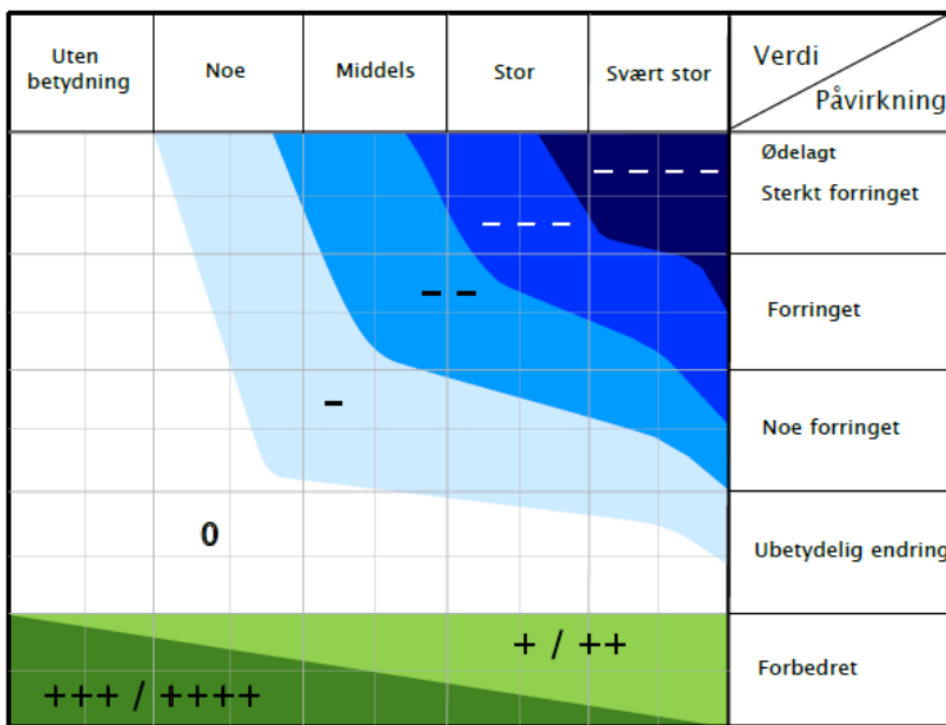 Uten
betydning
Noe
Middels
Stor
Svært stor
Verdi
Påvirkning
Ødelagt
Sterkt forringet
– – – –
– – –
Forringet
– –
Noe forringet
–
Ubetydelig endring
0
Forbedret
+ / ++
+++ / ++++